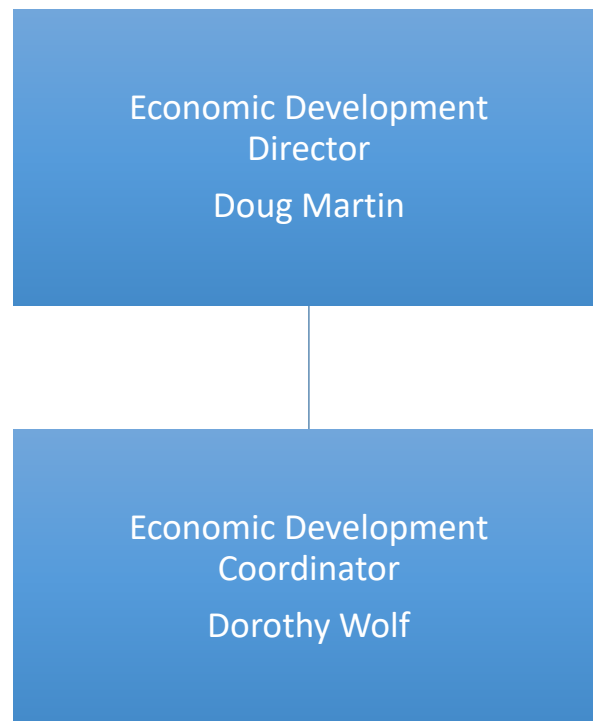 Economic Development
Director
Doug Martin
Economic Development
Coordinator
Dorothy Wolf